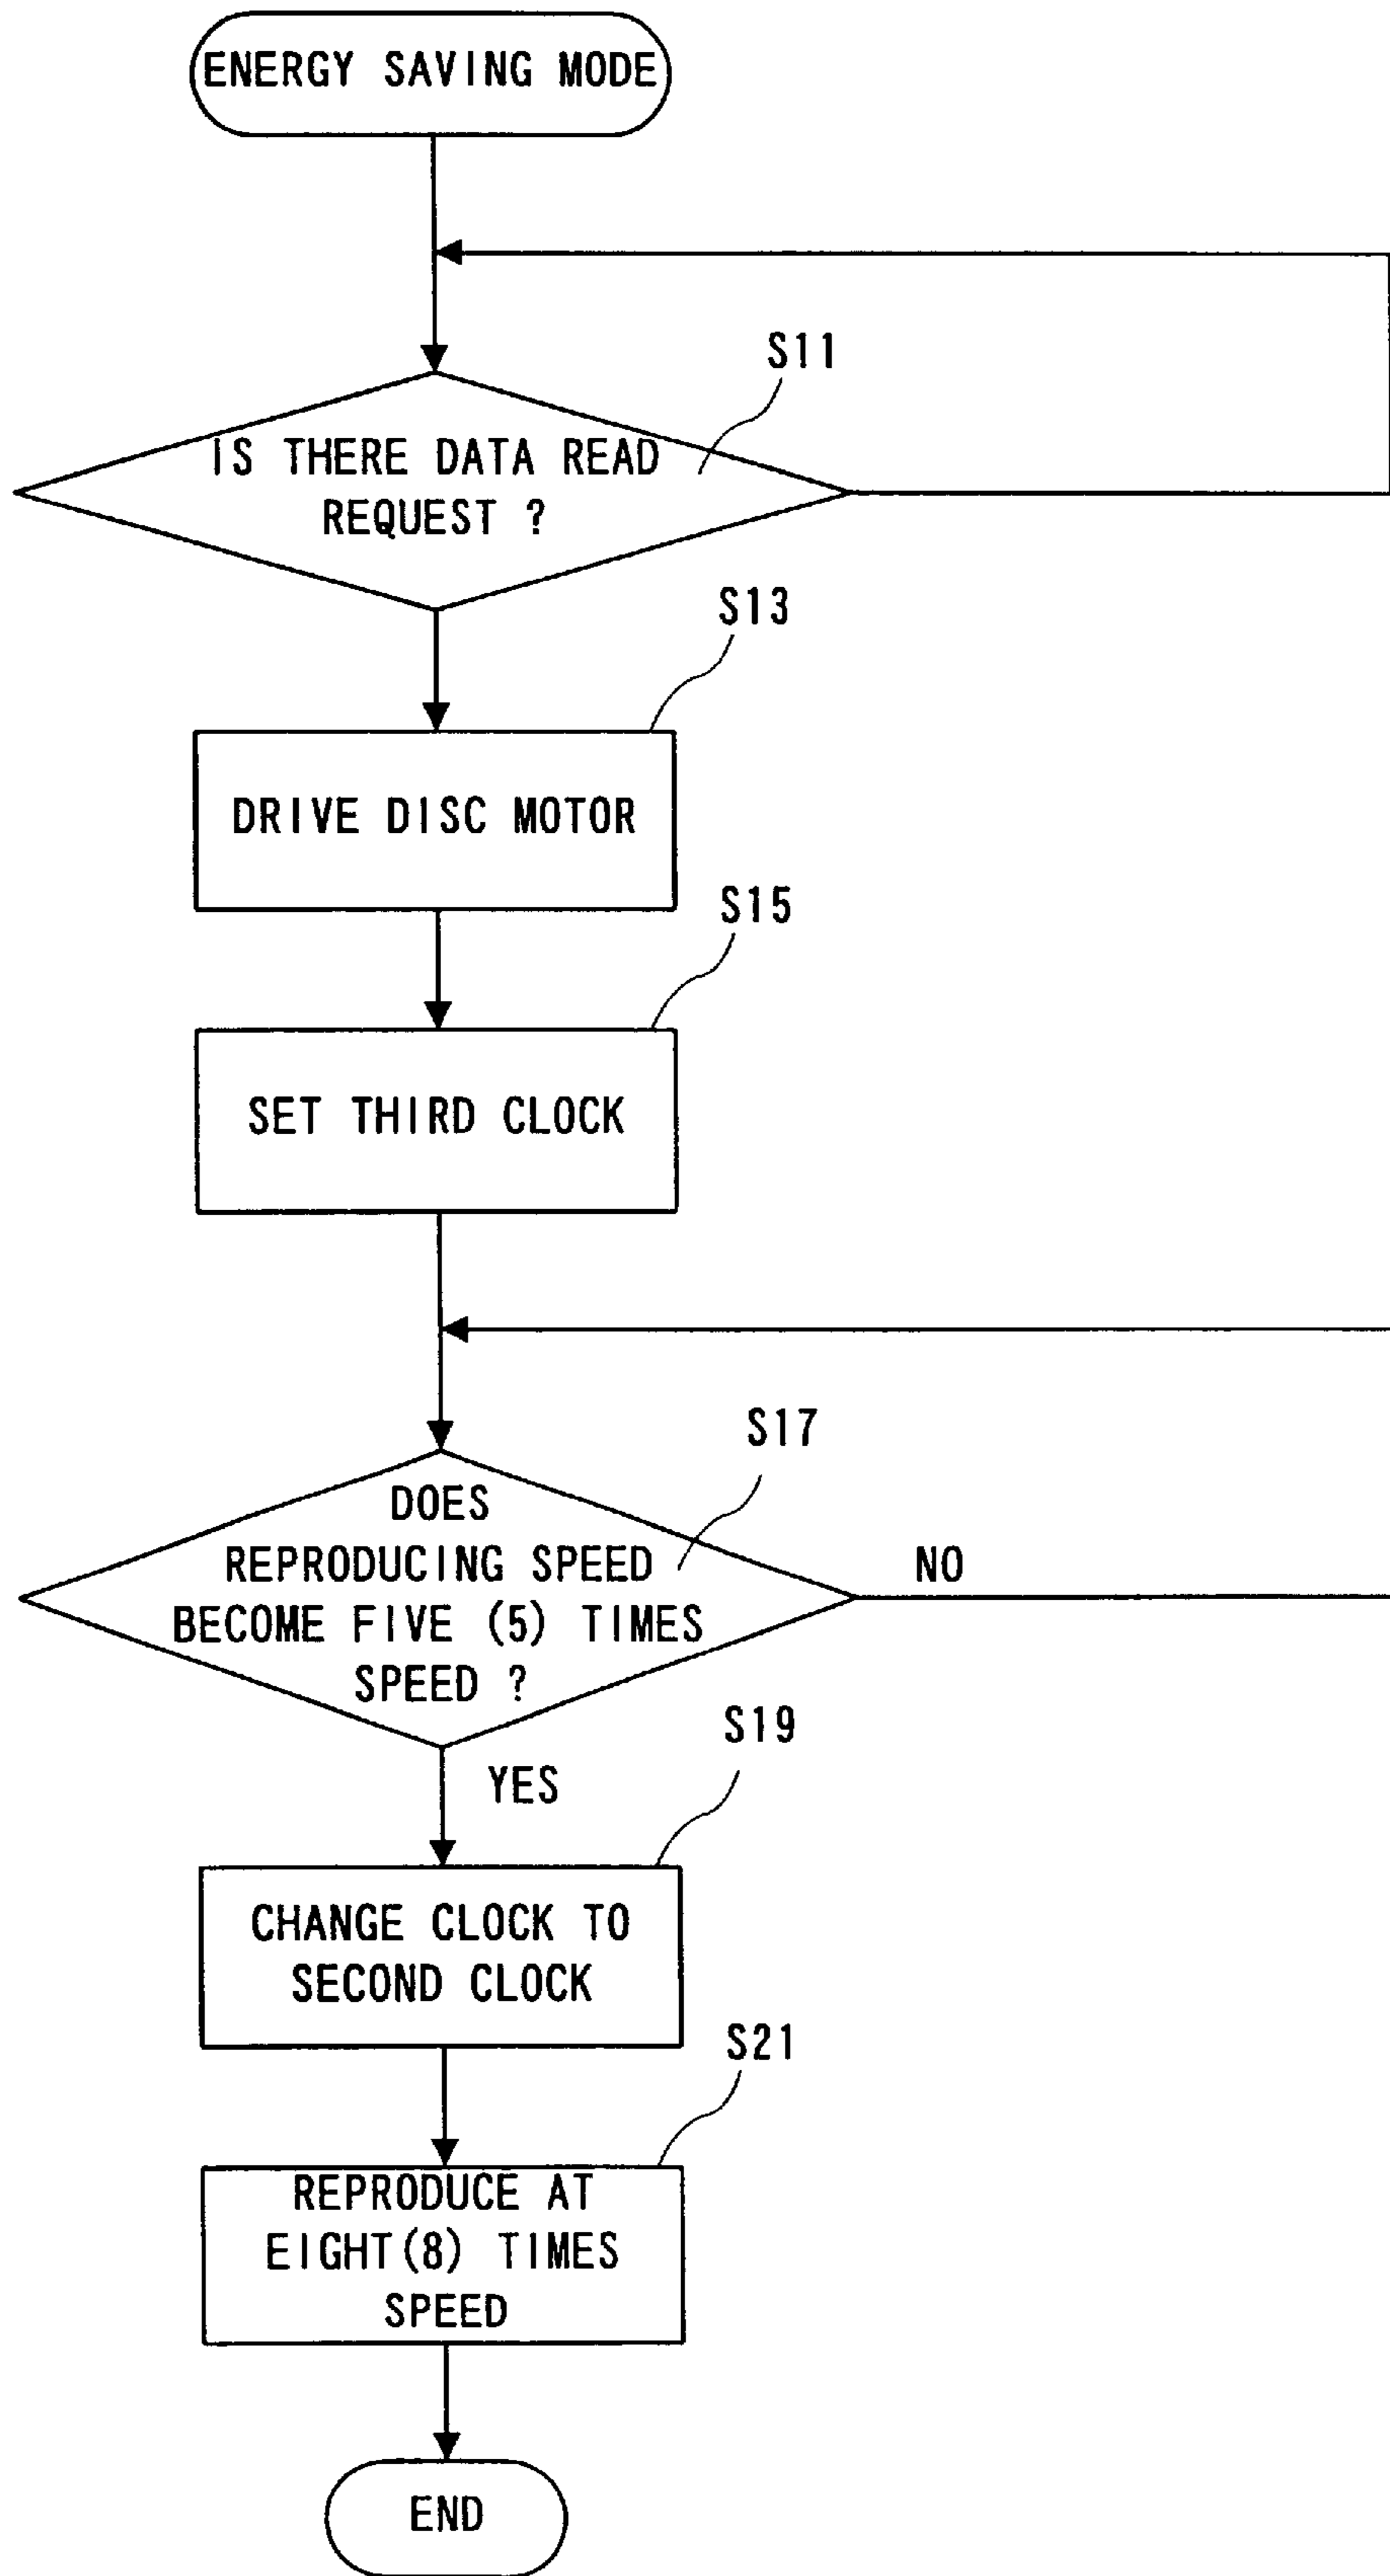 ENERGY SAVING MODE
S11
IS THERE DATA READ
REQUEST ?
S13
DRIVE DISC MOTOR
S15
SET THIRD CLOCK
S17
DOES
REPRODUCING SPEED
BECOME FIVE (5) TIMES
SPEED ?
NO
YES
S19
CHANGE CLOCK TO
SECOND CLOCK
S21
REPRODUCE AT
EIGHT(8) TIMES
SPEED
END